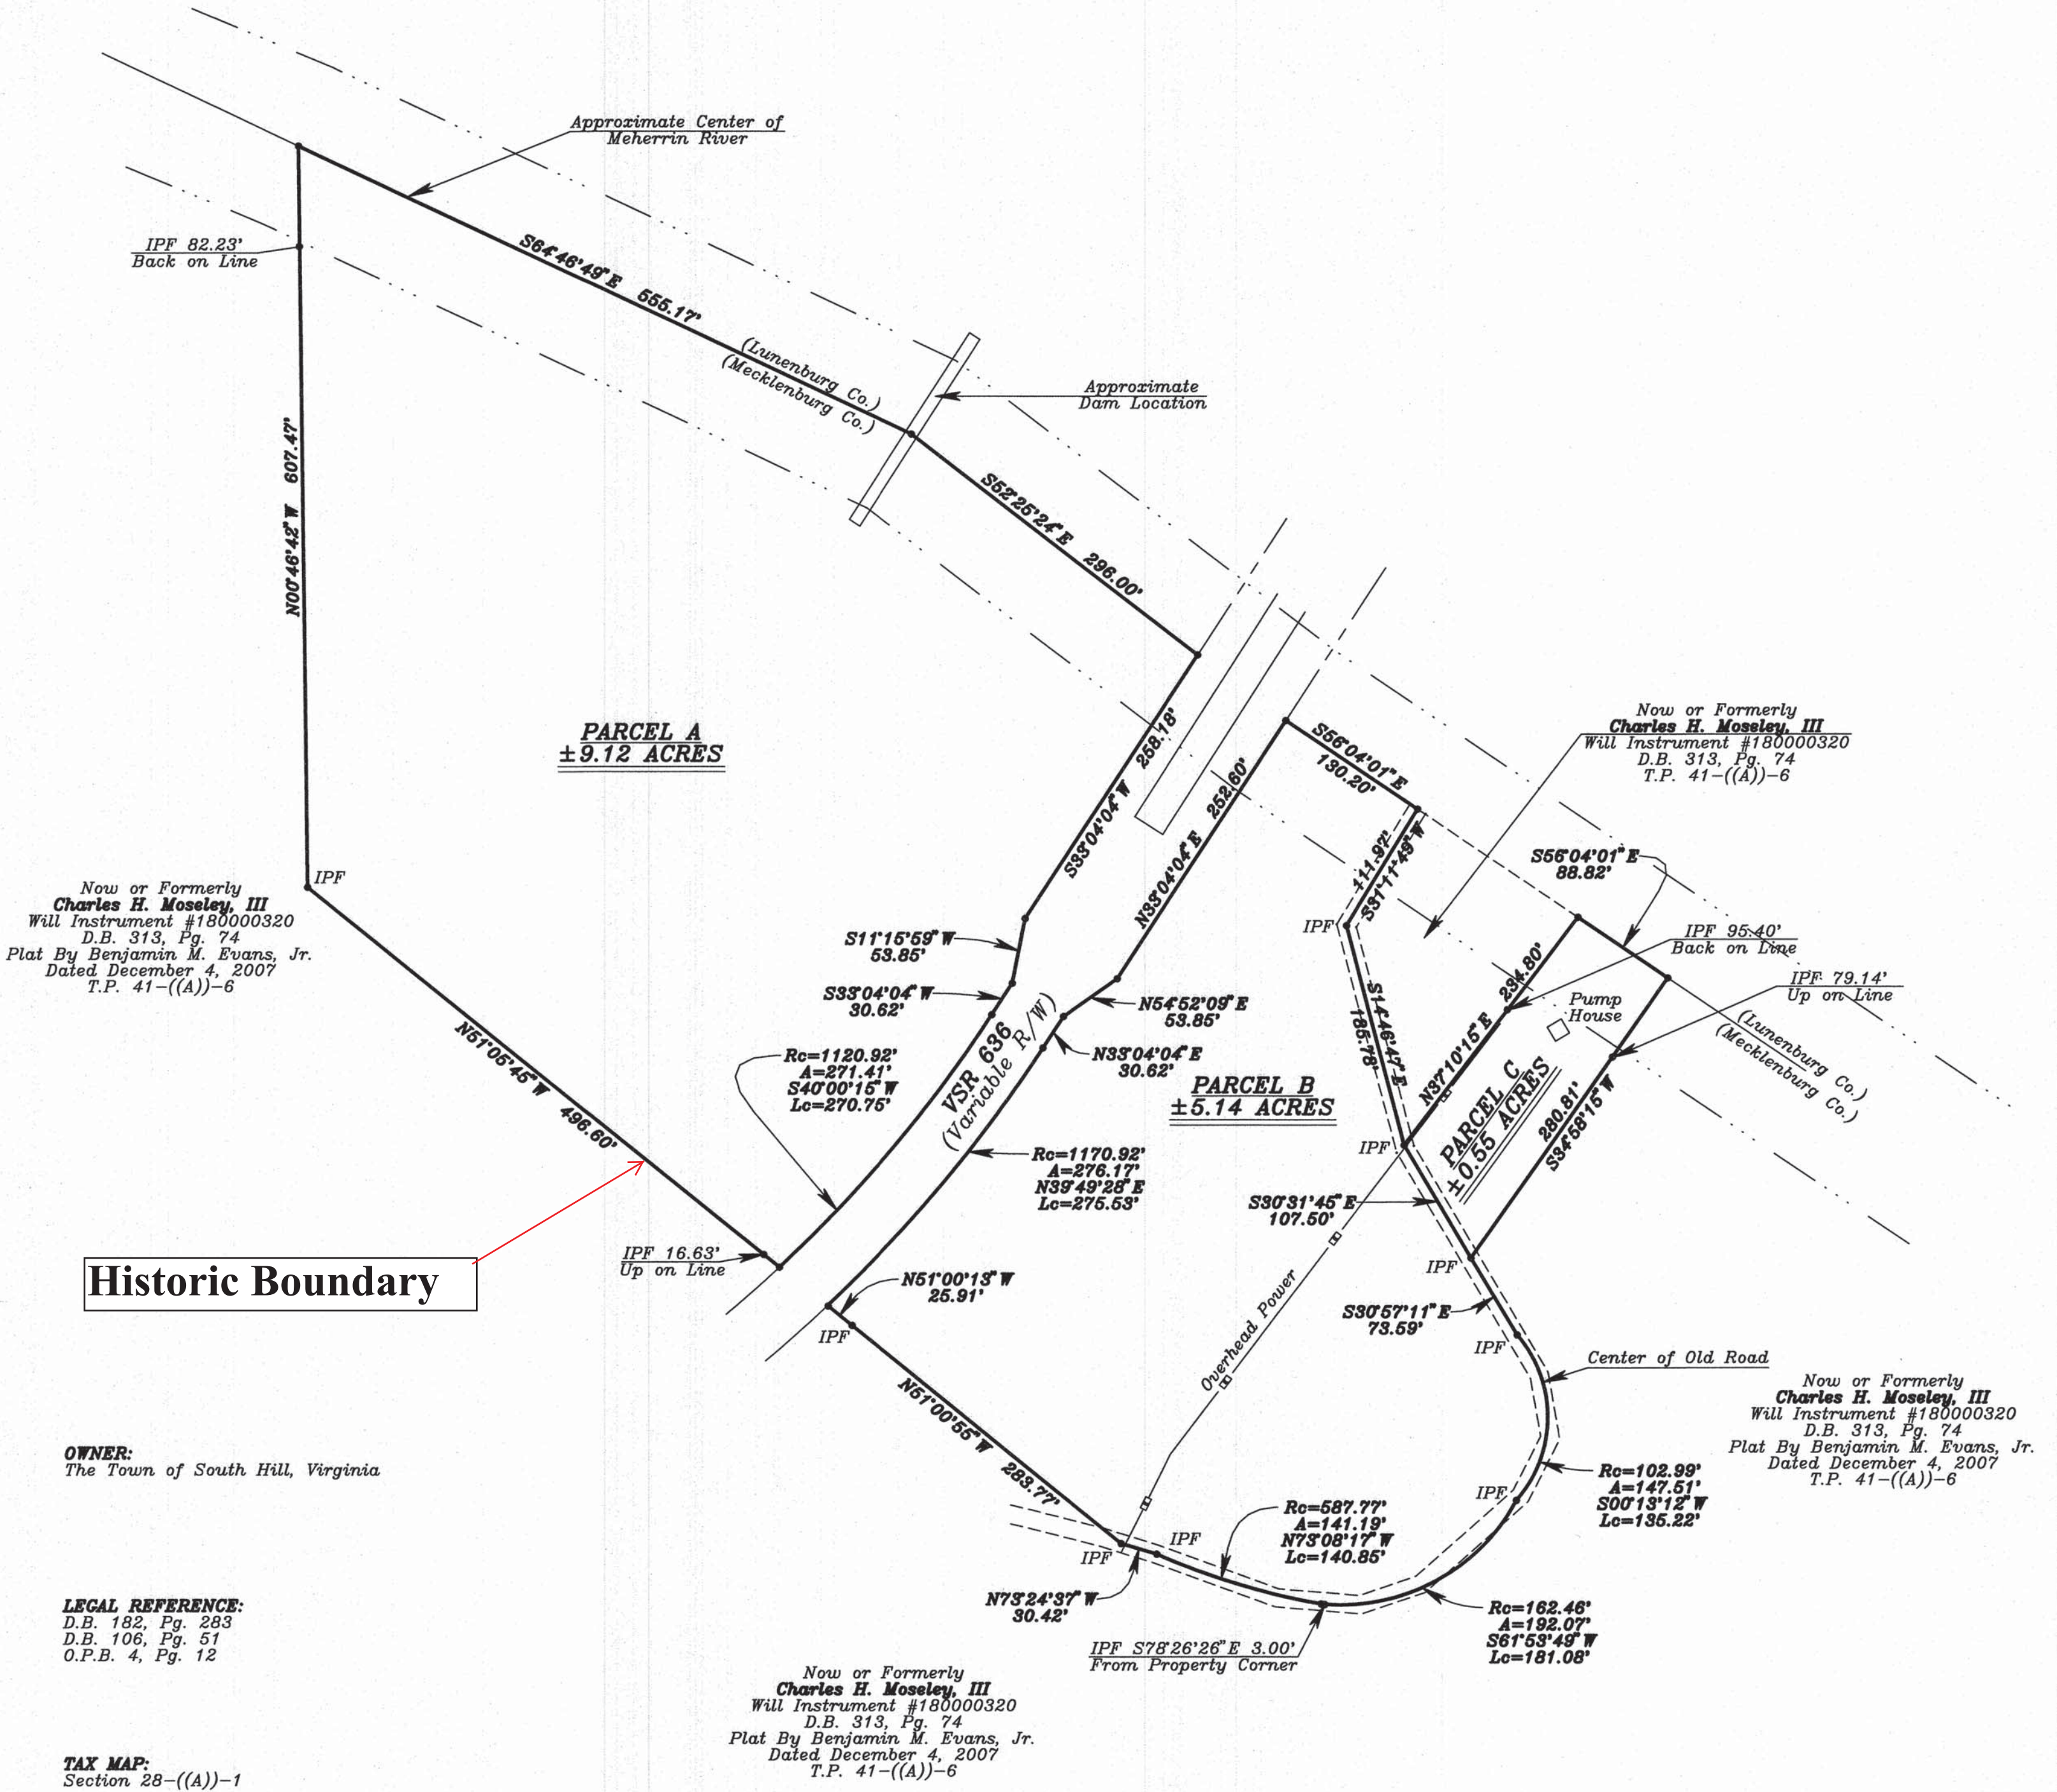 Approximate Center of
Meherrin River
IPF 82.23'
Back on Line
S64°46'49"E 555.17'
(Lunenburg Co.)
(Mecklenburg Co.)
Approximate
Dam Location
N00°46'42"W 607.47'
S52°25'24"E 296.00'
PARCEL A
±9.12 ACRES
S33°04'04"W 258.18'
N33°04'04"E 252.60'
S56°04'01"E
130.20'
Now or Formerly
Charles H. Moseley, III
Will Instrument #180000320
D.B. 313, Pg. 74
T.P. 41-((A))-6
111.97'
S31°11'49"W
S56°04'01"E
88.82'
IPF
IPF
Now or Formerly
Charles H. Moseley, III
Will Instrument #180000320
D.B. 313, Pg. 74
Plat By Benjamin M. Evans, Jr.
Dated December 4, 2007
T.P. 41-((A))-6
S11°15'59"W
53.85'
S33°04'04"W
30.62'
N54°52'09"E
53.85'
N33°04'04"E
30.62'
IPF 95.40'
Back on Line
IPF 79.14'
Up on Line
N37°10'15"E 234.80'
Pump
House
S14°46'47"E
185.78'
(Lunenburg Co.)
(Mecklenburg Co.)
N51°05'45"W 496.60'
Rc=1120.92'
A=271.41'
S40°00'15"W
Lc=270.75'
VSR 636
(Variable R/W)
PARCEL B
±5.14 ACRES
PARCEL C
±0.55 ACRES
280.81'
S34°58'15"W
IPF
Rc=1170.92'
A=276.17'
N39°49'28"E
Lc=275.53'
S30°31'45"E
107.50'
IPF 16.63'
Up on Line
Historic Boundary
IPF
N51°00'13"W
25.91'
IPF
Overhead Power
S30°57'11"E
73.59'
IPF
Center of Old Road
N51°00'55"W 283.77'
Now or Formerly
Charles H. Moseley, III
Will Instrument #180000320
D.B. 313, Pg. 74
Plat By Benjamin M. Evans, Jr.
Dated December 4, 2007
T.P. 41-((A))-6
OWNER:
The Town of South Hill, Virginia
IPF
Rc=102.99'
A=147.51'
S00°13'12"W
Lc=135.22'
Rc=587.77'
A=141.19'
N73°08'17"W
Lc=140.85'
IPF
IPF
N73°24'37"W
30.42'
Rc=162.46'
A=192.07'
S61°53'49"W
Lc=181.08'
IPF S78°26'26"E 3.00'
From Property Corner
LEGAL REFERENCE:
D.B. 182, Pg. 283
D.B. 106, Pg. 51
O.P.B. 4, Pg. 12
Now or Formerly
Charles H. Moseley, III
Will Instrument #180000320
D.B. 313, Pg. 74
Plat By Benjamin M. Evans, Jr.
Dated December 4, 2007
T.P. 41-((A))-6
TAX MAP:
Section 28-((A))-1